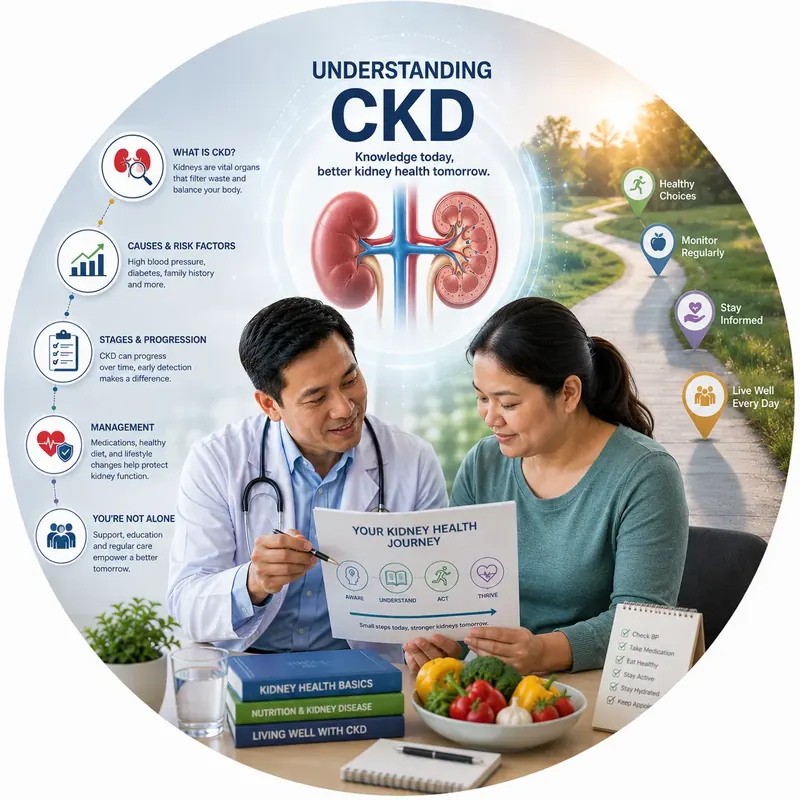 UNDERSTANDING
CKD
Knowledge today,
better kidney health tomorrow.
WHAT IS CKD?
Kidneys are vital organs
that filter waste and
balance your body.
CAUSES & RISK FACTORS
High blood pressure,
diabetes, family history
and more.
STAGES & PROGRESSION
CKD can progress
over time, early detection
makes a difference.
MANAGEMENT
Medications, healthy
diet, and lifestyle
changes help protect
kidney function.
YOU'RE NOT ALONE
Support, education
and regular care
empower a better
tomorrow.
Healthy
Choices
Monitor
Regularly
Stay
Informed
Live Well
Every Day
YOUR KIDNEY HEALTH
JOURNEY
AWARE
UNDERSTAND
ACT
THRIVE
Small steps today, stronger kidneys tomorrow.
KIDNEY HEALTH BASICS
NUTRITION & KIDNEY DISEASE
LIVING WELL WITH CKD
Check BP
Take Medication
Eat Healthy
Stay Active
Stay Hydrated
Keep Appoin